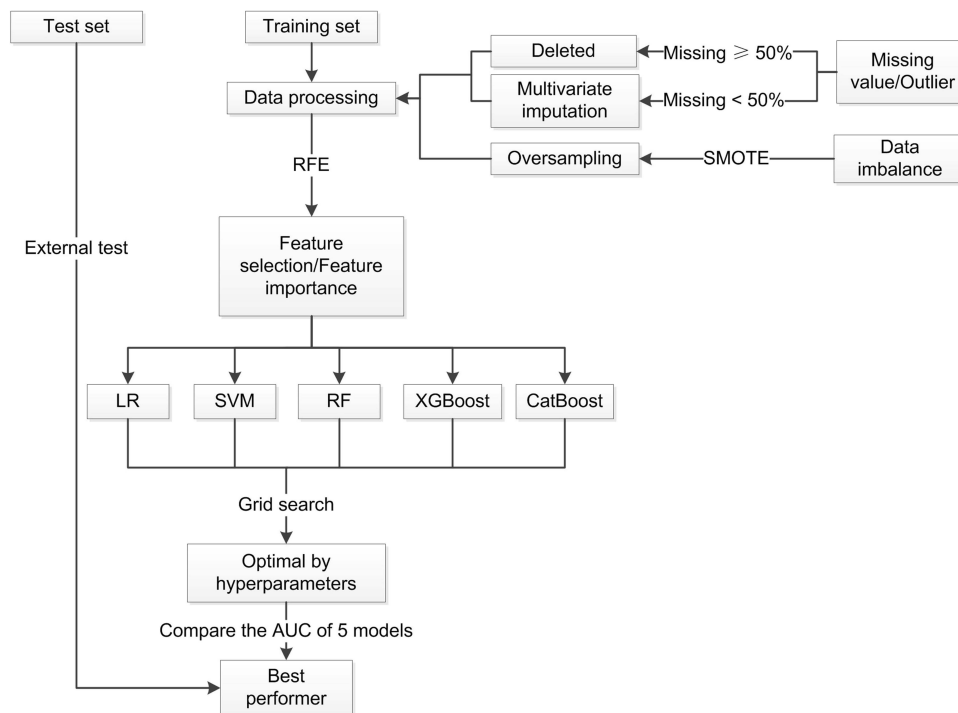 Test set
Training set
Deleted
Missing ≥ 50%
Missing
value/Outlier
Data processing
Multivariate
imputation
Missing < 50%
RFE
Oversampling
SMOTE
Data
imbalance
External test
Feature
selection/Feature
importance
LR
SVM
RF
XGBoost
CatBoost
Grid search
Optimal by
hyperparameters
Compare the AUC of 5 models
Best
performer